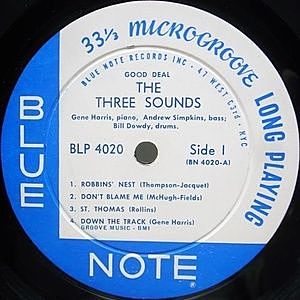 33⅓ MICROGROOVE LONG PLAYING
BLUE NOTE RECORDS INC · 47 WEST 63rd ST. NYC
GOOD DEAL
THE
THREE SOUNDS
Gene Harris, piano, Andrew Simpkins, bass;
Bill Dowdy, drums.
BLP 4020 Side 1
(BN 4020-A)
1. ROBBINS' NEST (Thompson-Jacquet)
2. DON'T BLAME ME (McHugh-Fields)
3. ST. THOMAS (Rollins)
4. DOWN THE TRACK (Gene Harris)
GROOVE MUSIC - BMI
BLUE
NOTE ®